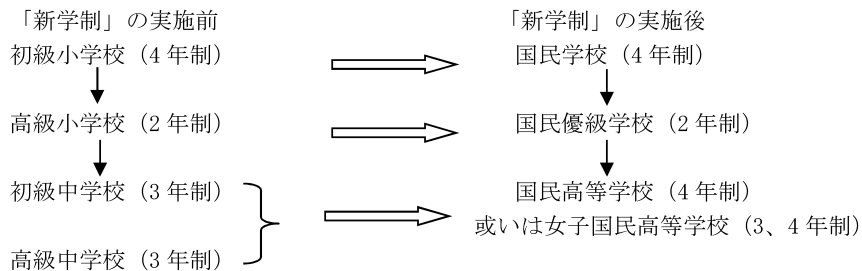 「新学制」の実施前
初級小学校（4 年制）
高級小学校（2 年制）
初級中学校（3 年制）
高級中学校（3 年制）
「新学制」の実施後
国民学校（4 年制）
国民優級学校（2 年制）
国民高等学校（4 年制）
或いは女子国民高等学校（3、4 年制）